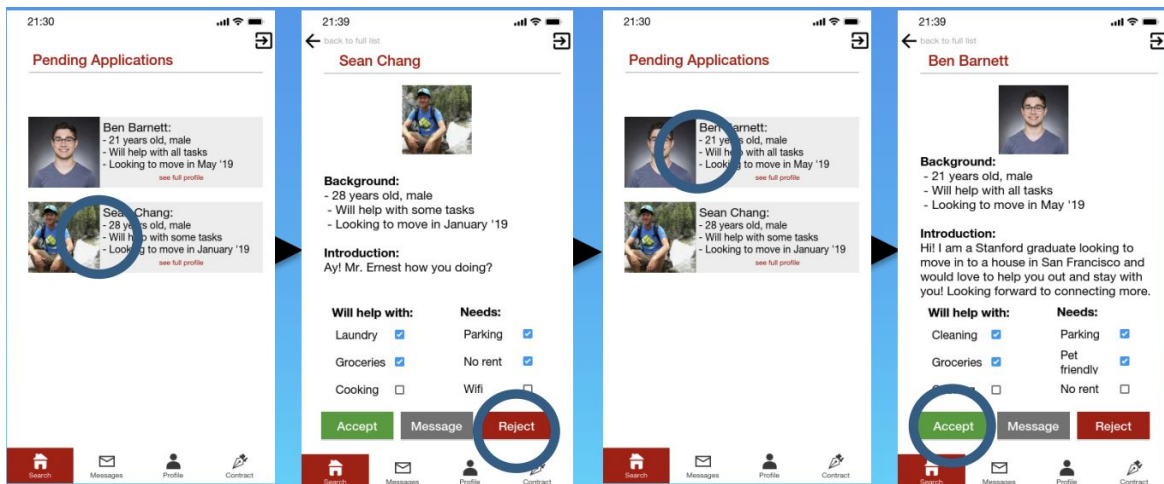 21:30
Pending Applications
Ben Barnett:
- 21 years old, male
- Will help with all tasks
- Looking to move in May '19
see full profile
Sean Chang:
- 28 years old, male
- Will help with some tasks
- Looking to move in January '19
see full profile
Search
Messages
Profile
Contract
21:39
back to full list
Sean Chang
Background:
- 28 years old, male
- Will help with some tasks
- Looking to move in January '19
Introduction:
Ay! Mr. Ernest how you doing?
Will help with: Needs:
Laundry Parking
Groceries No rent
Cooking Wifi
Accept Message Reject
Search
Messages
Profile
Contract
21:30
Pending Applications
Ben Barnett:
- 21 years old, male
- Will help with all tasks
- Looking to move in May '19
see full profile
Sean Chang:
- 28 years old, male
- Will help with some tasks
- Looking to move in January '19
see full profile
Search
Messages
Profile
Contract
21:39
back to full list
Ben Barnett
Background:
- 21 years old, male
- Will help with all tasks
- Looking to move in May '19
Introduction:
Hi! I am a Stanford graduate looking to
move in to a house in San Francisco and
would love to help you out and stay with
you! Looking forward to connecting more.
Will help with: Needs:
Cleaning Parking
Groceries Pet
friendly
No rent
Accept Message Reject
Search
Messages
Profile
Contract